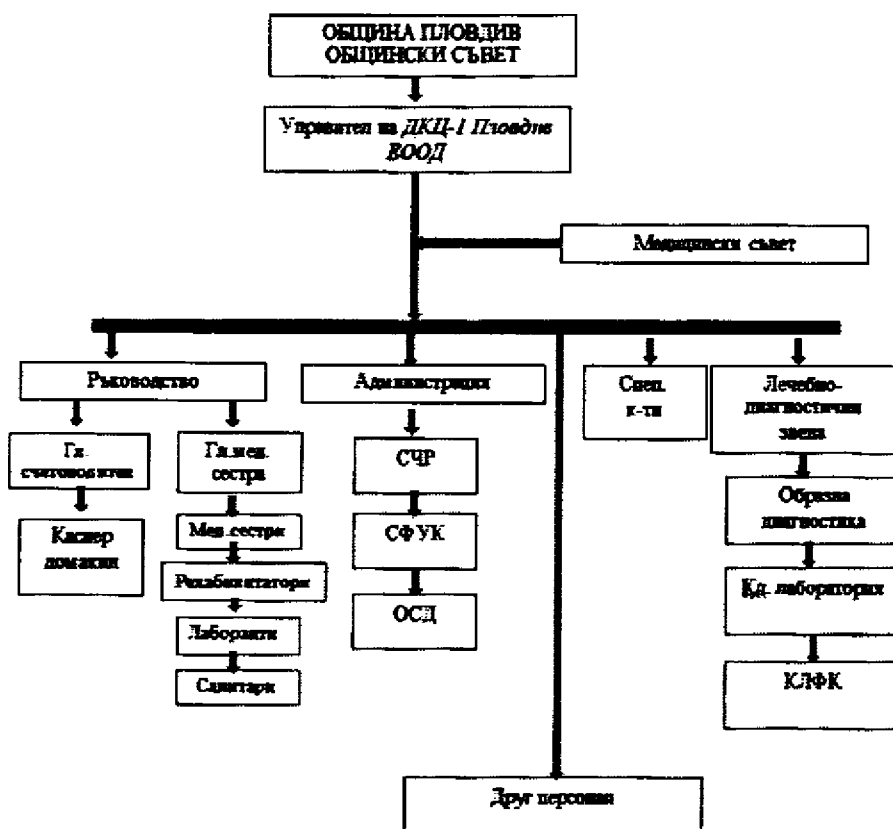 ОБЩИНА ПЛОВДИВ
ОБЩИНСКИ СЪВЕТ
Управител на ДКЦ-1 Пловдив
ЕООД
Медицински съвет
Ръководство
Администрация
Спец.
к-ти
Лечебно-
диагностични
звена
Гл.
счетоводител
Гл.мед.
сестра
СЧР
Образна
диагностика
Касиер
домакин
Мед.сестри
СФУК
Рехабилитатори
Кл. лаборатория
Лаборанти
ОСД
Санитари
КЛФК
Друг персонал